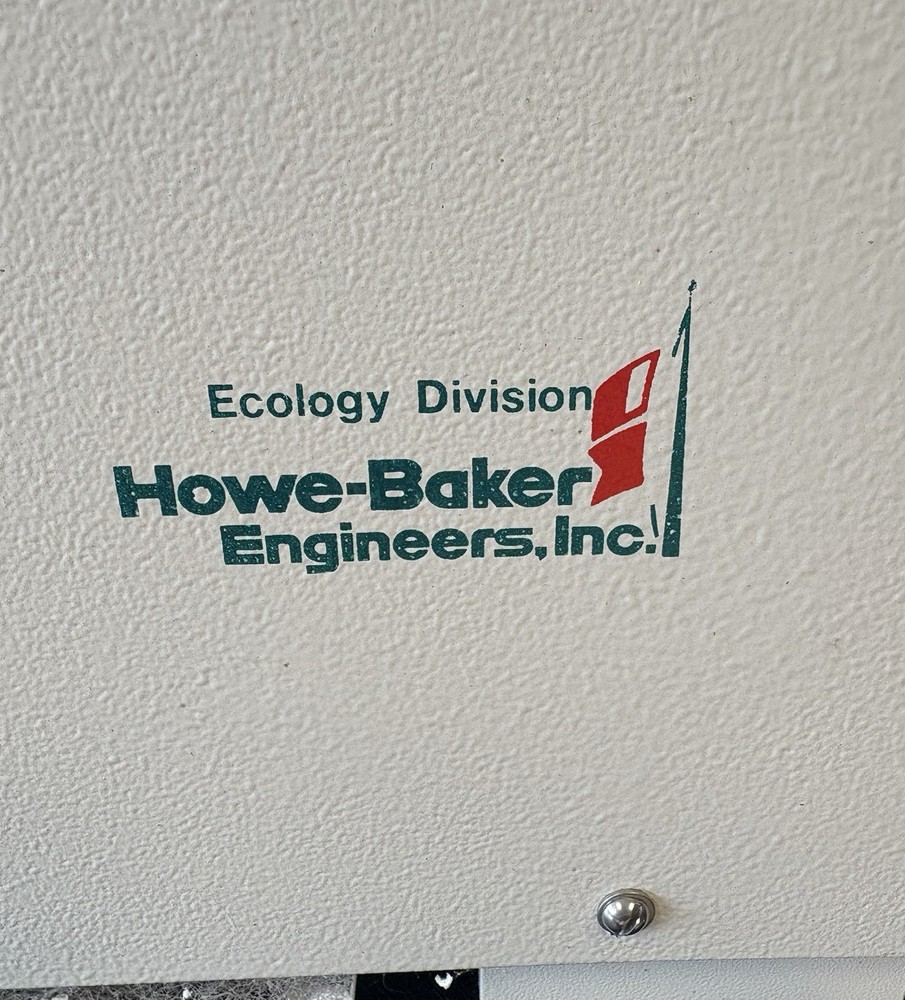 Ecology Division
Howe-Baker
Engineers, Inc.